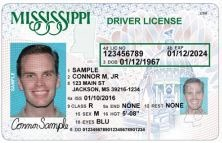 MISSISSIPPI DRIVER LICENSE
4d LIC NO
123456789
4b EXP
01/12/2024
3 DOB 01/12/1967
1 SAMPLE
2 CONNOR M, JR
8 123 MAIN ST
JACKSON, MS 39216-1234
4a ISS 01/10/2016
9 CLASS R 9a END NONE 12 REST NONE
15 SEX M 16 HGT 5'-08"
18 EYES BLU
5 DD
Connor Sample